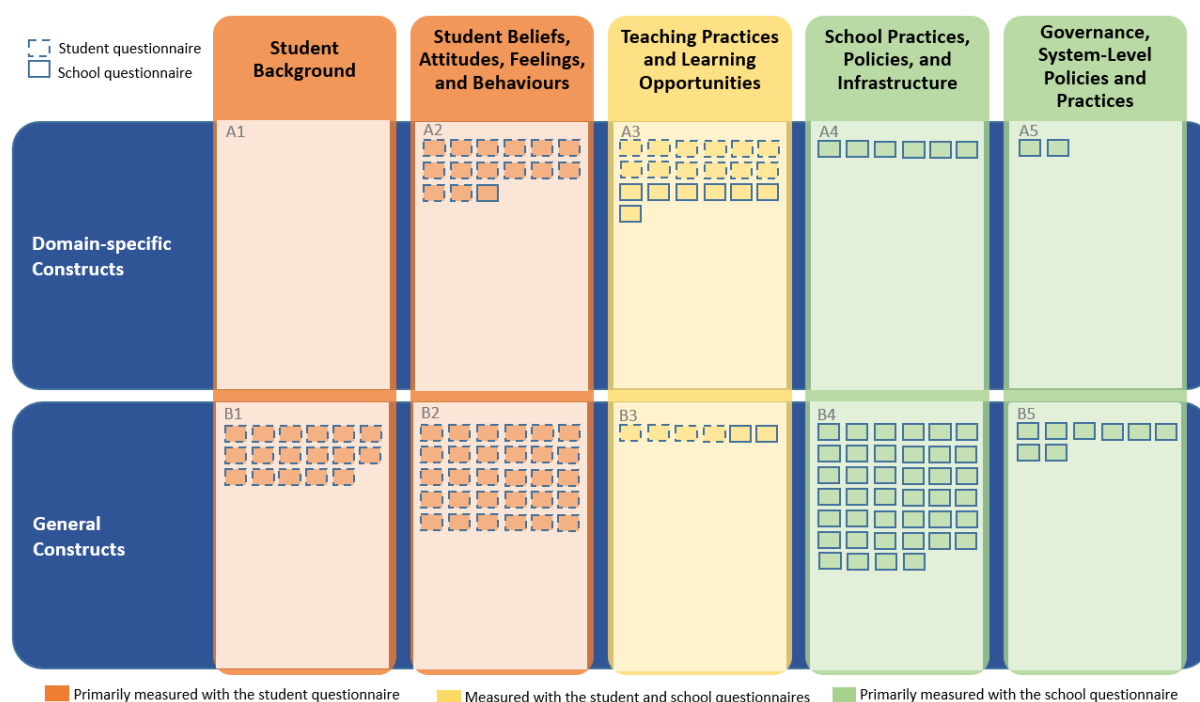 Student questionnaire
School questionnaire
Student
Background
Student Beliefs,
Attitudes, Feelings,
and Behaviours
Teaching Practices
and Learning
Opportunities
School Practices,
Policies, and
Infrastructure
Governance,
System-Level
Policies and
Practices
Domain-specific
Constructs
A1
A2
A3
A4
A5
General
Constructs
B1
B2
B3
B4
B5
Primarily measured with the student questionnaire
Measured with the student and school questionnaires
Primarily measured with the school questionnaire